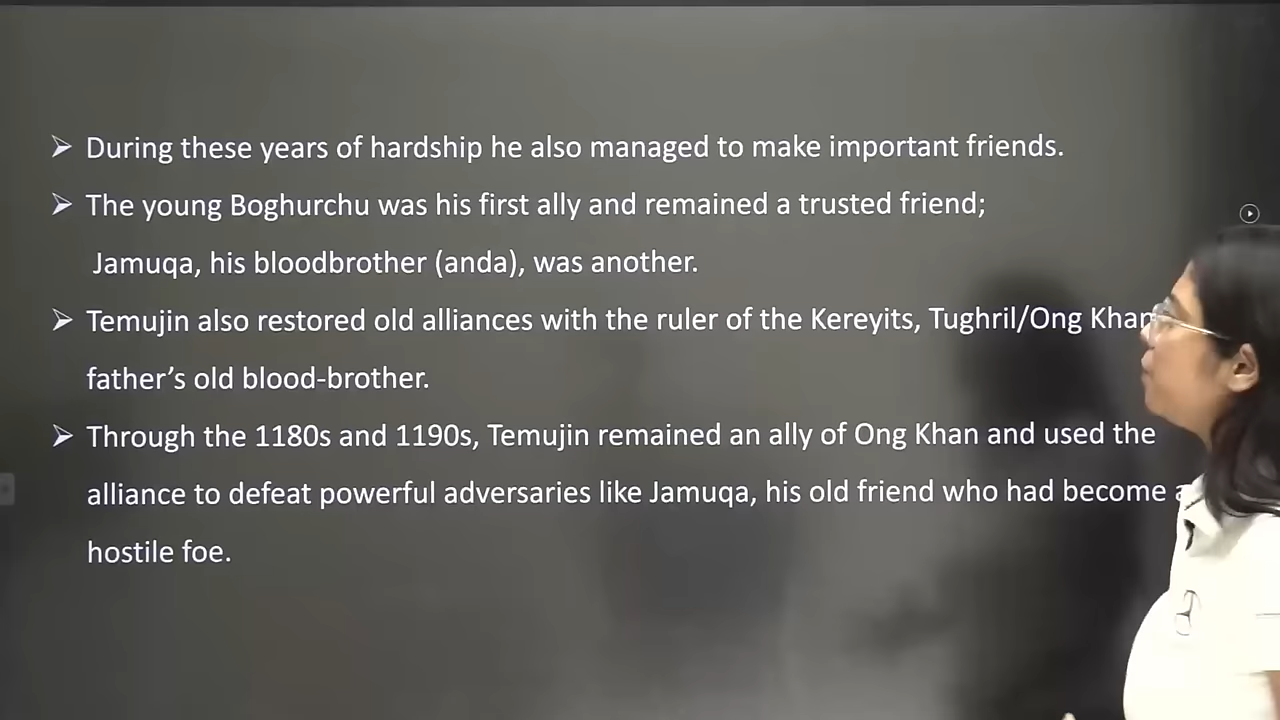 ➢ During these years of hardship he also managed to make important friends.
➢ The young Boghurchu was his first ally and remained a trusted friend;
Jamuqa, his bloodbrother (anda), was another.
➢ Temujin also restored old alliances with the ruler of the Kereyits, Tughril/Ong Khan
father’s old blood-brother.
➢ Through the 1180s and 1190s, Temujin remained an ally of Ong Khan and used the
alliance to defeat powerful adversaries like Jamuqa, his old friend who had become a
hostile foe.